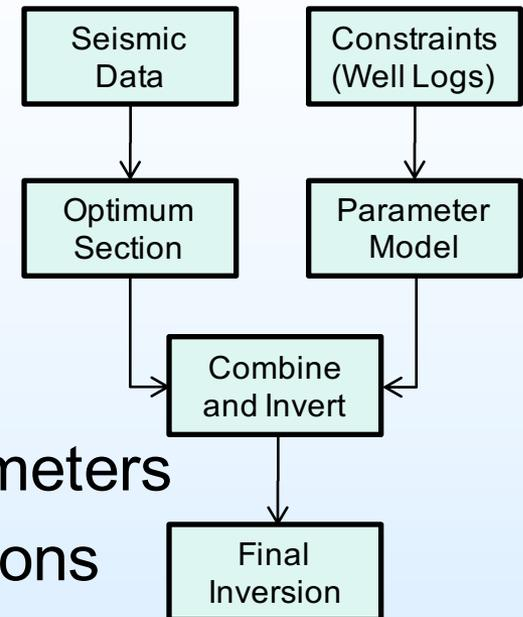 Seismic
Data
Constraints
(Well Logs)
Optimum
Section
Parameter
Model
Combine
and Invert
meters
ons
Final
Inversion